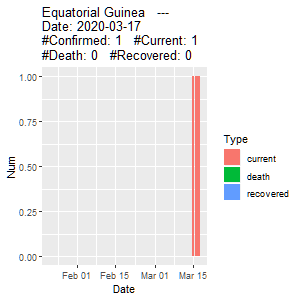 Equatorial Guinea   ---
Date: 2020-03-17
#Confirmed: 1   #Current: 1
#Death: 0   #Recovered: 0
1.00
0.75
0.50
0.25
0.00
Num
Feb 01
Feb 15
Mar 01
Mar 15
Date
Type
current
death
recovered